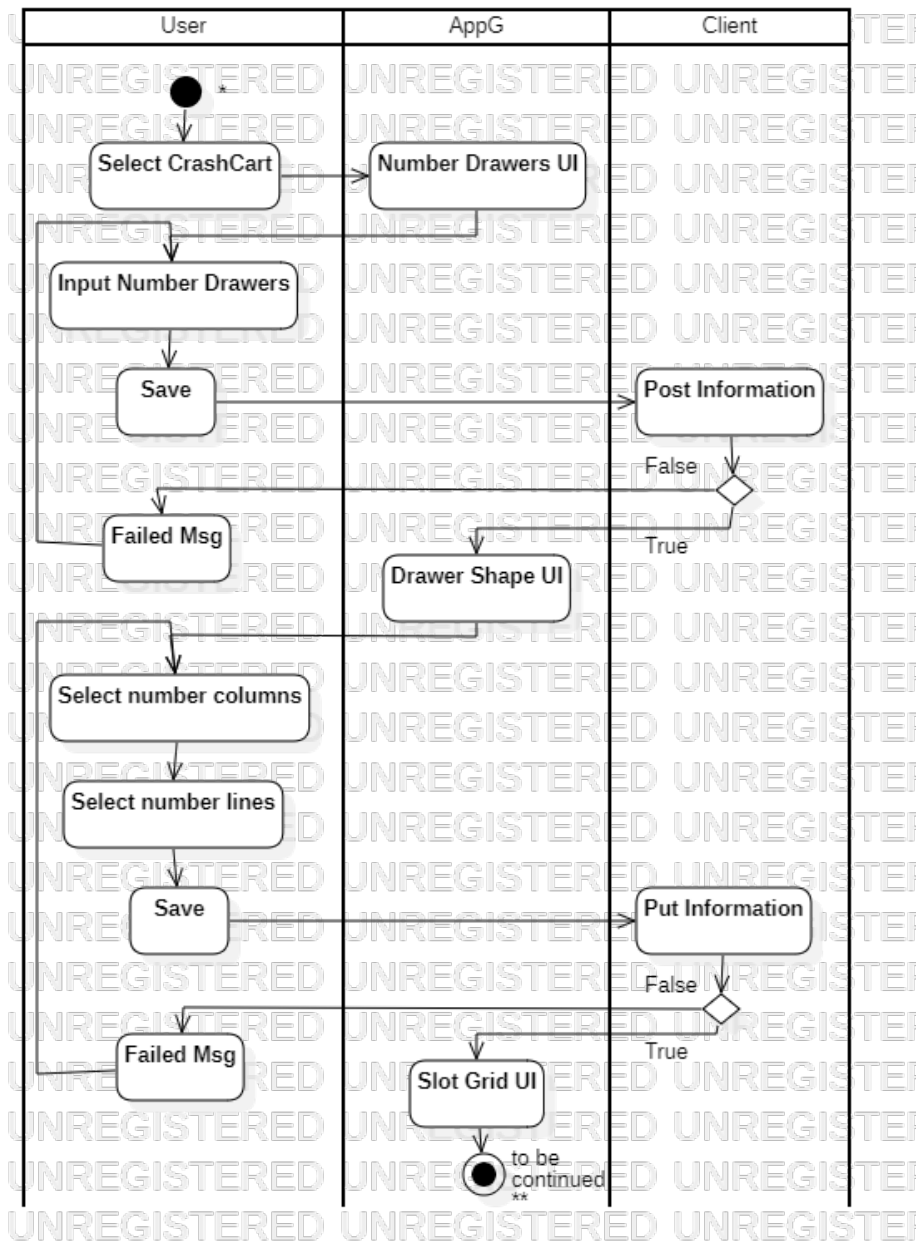 User AppG Client
*
Select CrashCart Number Drawers UI
Input Number Drawers
Save Post Information
False
Failed Msg
True
Drawer Shape UI
Select number columns
Select number lines
Save Put Information
False
Failed Msg
True
Slot Grid UI
to be
continued
**
UNREGISTERED